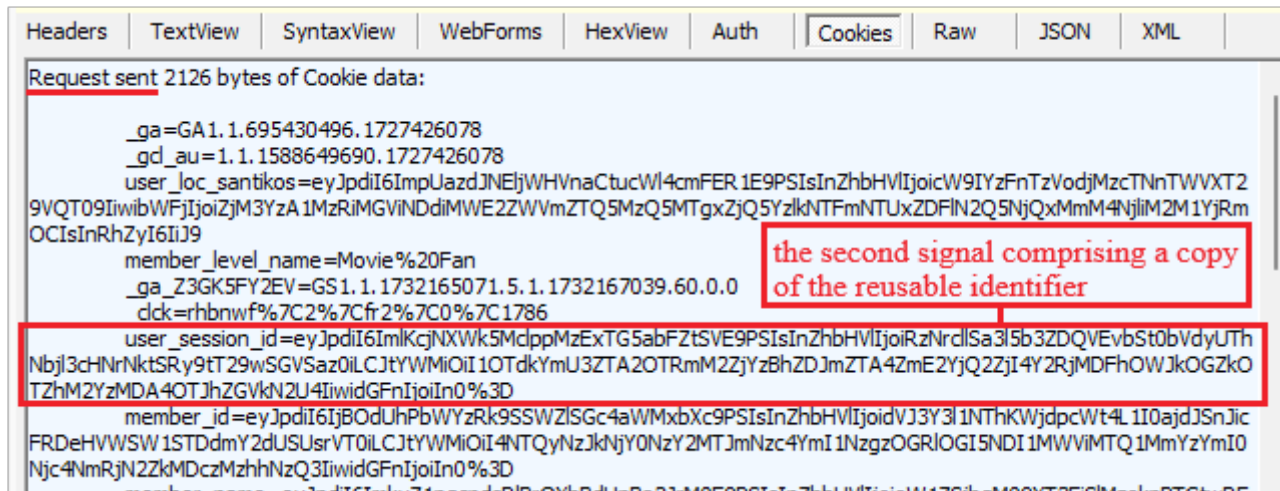 Headers TextView SyntaxView WebForms HexView Auth Cookies Raw JSON XML
Request sent 2126 bytes of Cookie data:
_ga=GA1.1.695430496.1727426078
_gcl_au=1.1.1588649690.1727426078
user_loc_santikos=eyJpdiI6ImpUazdJNEljWHVnaCtucWl4cmFER1E9PSIsInZhbHVlIjoicW9IYzFnTzVodjMzcTNnTWVXT2
9VQT09IiwibWFjIjoiZjM3YzA1MzRiMGViNDdiMWE2ZWVmZTQ5MzQ5MTgxZjQ5YzlkNTFmNTUxZDFlN2Q5NjQxMmM4NjliM2M1YjRm
OCIsInRhZyI6IiJ9
the second signal comprising a copy
of the reusable identifier
member_level_name=Movie%20Fan
_ga_Z3GK5FY2EV=GS1.1.1732165071.5.1.1732167039.60.0.0
_clck=rhbnwf%7C2%7Cfr2%7C0%7C1786
user_session_id=eyJpdiI6ImlKcjNXWk5MclppMzExTG5abFZtSVE9PSIsInZhbHVlIjoiRzNrdllSa3l5b3ZDQVEvbSt0bVdyUTh
Nbjl3cHNrNktSRy9tT29wSGVSaz0iLCJtYWMiOiI1OTdkYmU3ZTA2OTRmM2ZjYzBhZDJmZTA4ZmE2YjQ2ZjI4Y2RjMDFhOWJkOGZkO
TZhM2YzMDA4OTJhZGVkN2U4IiwidGFnIjoiIn0%3D
member_id=eyJpdiI6IjBOdUhPbWYzRk9SSWZlSGc4aWMxbXc9PSIsInZhbHVlIjoidVJ3Y3l1NThKWjdpcWt4L1I0ajdJSnJic
FRDeHVWSW1STDdmY2dUSUsrVT0iLCJtYWMiOiI4NTQyNzJkNjY0NzY2MTJmNzc4YmI1NzgzOGRlOGI5NDI1MWViMTQ1MmYzYmI0
Njc4NmRjN2ZkMDczMzhhNzQ3IiwidGFnIjoiIn0%3D